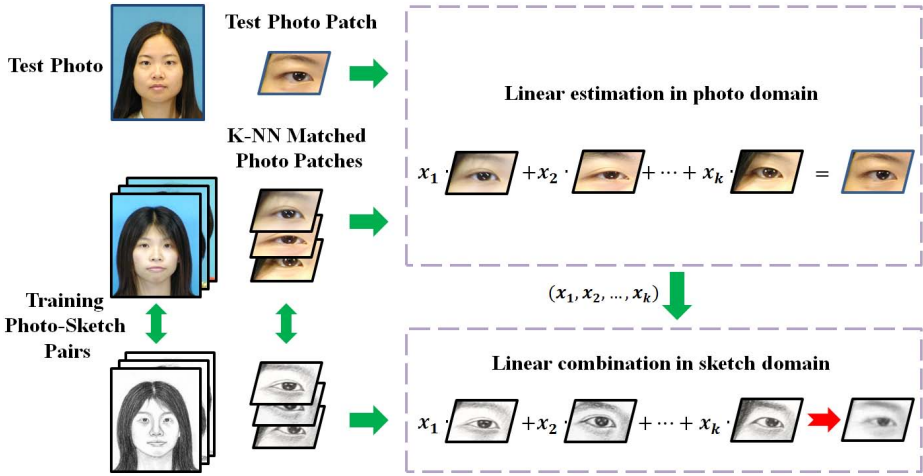 Test Photo
Test Photo Patch
Linear estimation in photo domain
K-NN Matched
Photo Patches
x₁ · + x₂ · + ⋯ + xₖ · =
(x₁, x₂, ..., xₖ)
Training
Photo-Sketch
Pairs
Linear combination in sketch domain
x₁ · + x₂ · + ⋯ + xₖ ·